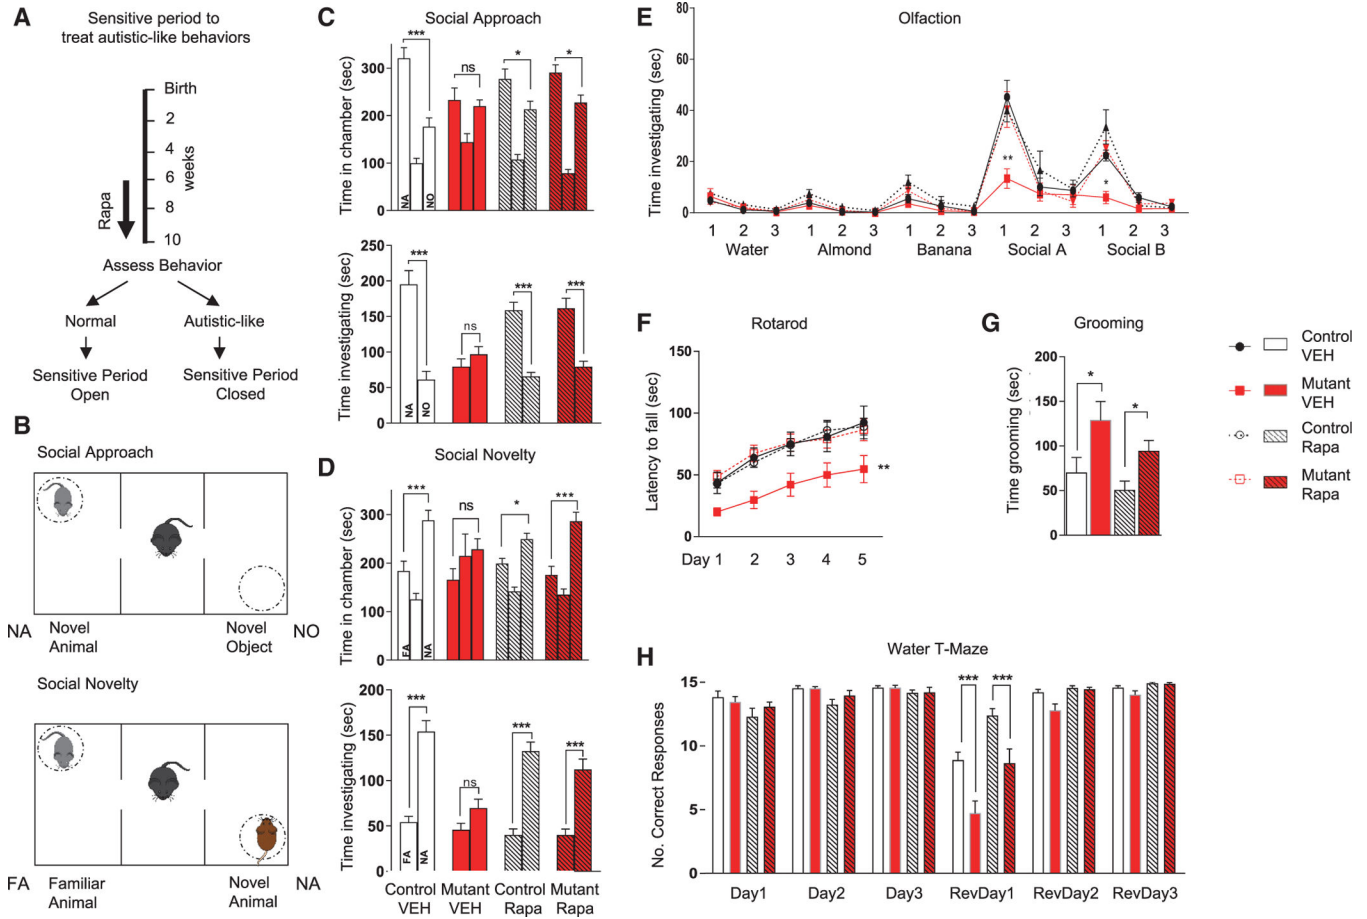 A
Sensitive period to
treat autistic-like behaviors
Birth
2
4
6
8
10
weeks
Rapa
Assess Behavior
Normal
Autistic-like
Sensitive Period
Open
Sensitive Period
Closed
B
Social Approach
NA
Novel
Animal
Novel
Object
NO
Social Novelty
FA
Familiar
Animal
Novel
Animal
NA
C
Social Approach
Time in chamber (sec)
300
200
100
0
***
ns
*
*
NA
NO
Time investigating (sec)
250
200
150
100
50
0
***
ns
***
***
NA
NO
D
Social Novelty
Time in chamber (sec)
300
200
100
0
***
ns
*
***
FA
NA
Time investigating (sec)
200
150
100
50
0
***
ns
***
***
FA
NA
Control
VEH
Mutant
VEH
Control
Rapa
Mutant
Rapa
E
Olfaction
Time investigating (sec)
80
60
40
20
0
**
*
1 2 3 1 2 3 1 2 3 1 2 3 1 2 3
Water Almond Banana Social A Social B
F
Rotarod
Latency to fall (sec)
150
100
50
0
**
Day 1 2 3 4 5
G
Grooming
Time grooming (sec)
200
150
100
50
0
*
*
Control
VEH
Mutant
VEH
Control
Rapa
Mutant
Rapa
H
Water T-Maze
No. Correct Responses
15
10
5
0
*** ***
Day1 Day2 Day3 RevDay1 RevDay2 RevDay3